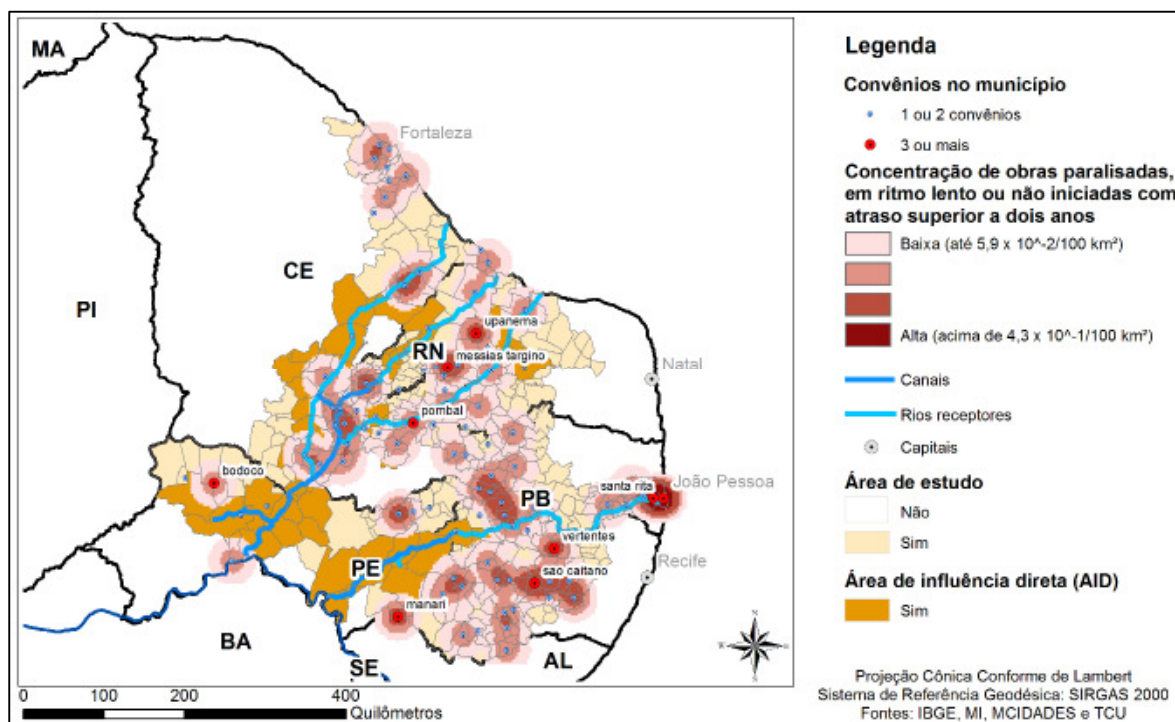 MA
Fortaleza
CE
PI
upanema
RN
messias targino
Natal
pombal
bodoco
santa rita
João Pessoa
PB
vertentes
PE
sao caitano
Recife
manari
BA
SE
AL
0 100 200 400
Quilômetros
N
Legenda
Convênios no município
1 ou 2 convênios
3 ou mais
Concentração de obras paralisadas,
em ritmo lento ou não iniciadas com
atraso superior a dois anos
Baixa (até 5,9 x 10^-2/100 km²)
Alta (acima de 4,3 x 10^-1/100 km²)
Canais
Rios receptores
Capitais
Área de estudo
Não
Sim
Área de influência direta (AID)
Sim
Projeção Cônica Conforme de Lambert
Sistema de Referência Geodésica: SIRGAS 2000
Fontes: IBGE, MI, MCIDADES e TCU